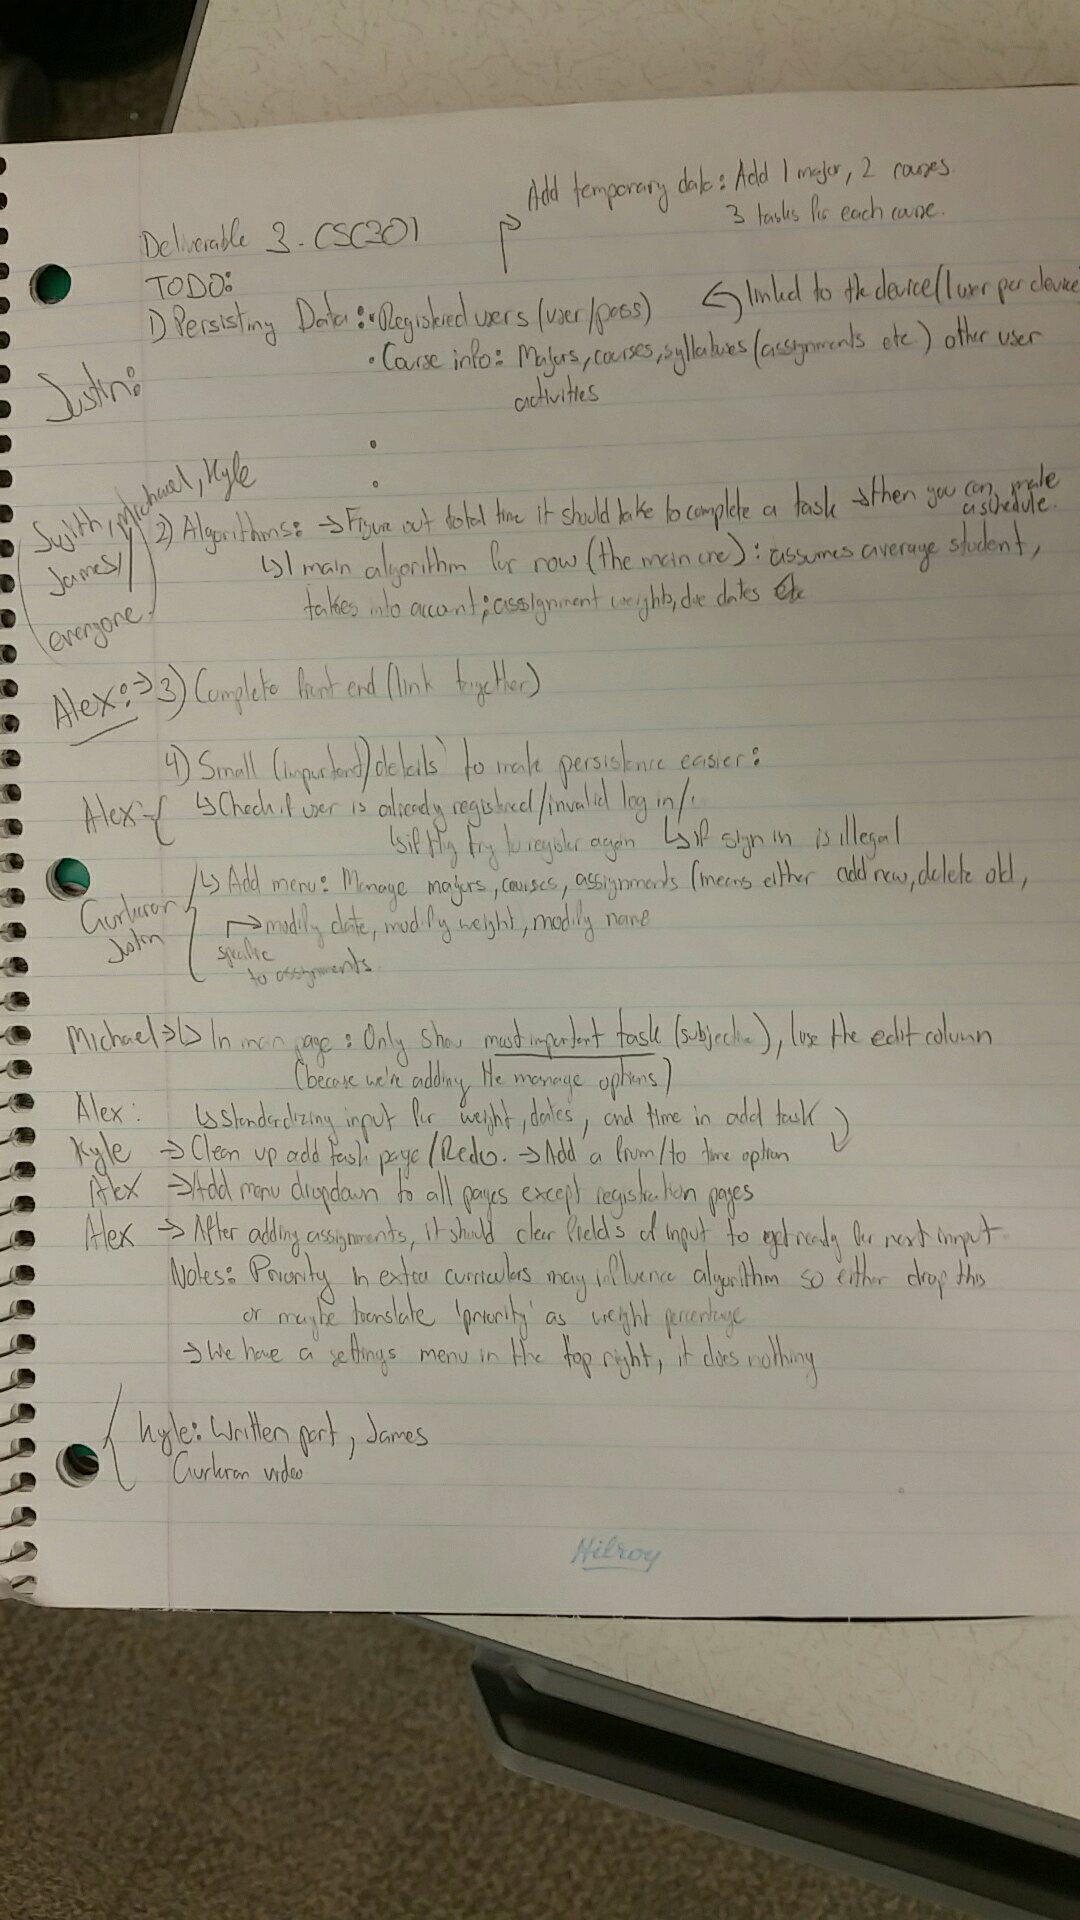 Add temporary data: Add 1 major, 2 courses.
3 tasks for each course.
Deliverable 3 - CSC301
TODO:
1) Persisting Data: • Registered users (user/pass) linked to the device (1 user per device
Justin:
• Course info: Majors, courses, syllabuses (assignments etc) other user
activities
Sujith, Michael, Kyle
James/
everyone.
2) Algorithms: → Figure out total time it should take to complete a task → then you can make
a schedule.
↳ 1 main algorithm for now (the main one): assumes average student,
takes into account; assignment weights, due dates etc
Alex: → 3) Complete front end (link together)
4) Small (important) details to make persistence easier:
Alex - { ↳ Check if user is already registered/invalid log in/
↳ if they try to register again ↳ if sign in is illegal
Gurkiran
Justin
↳ Add menu: Manage majors, courses, assignments (means either add new, delete old,
→ modify date, modify weight, modify name
specific
to assignments
Michael → ↳ In main page: Only show most important task (subjective), lose the edit column
(because we're adding the manage options)
Alex: ↳ standardizing input for weight, dates, and time in add task
Kyle → Clean up add task page/Redo. → Add a from/to time option
Alex → Add menu dropdown to all pages except registration pages
Alex → After adding assignments, it should clear fields of input to get ready for next input
Notes: Priority in extra curriculars may influence algorithm so either drop this
or maybe translate 'priority' as weight percentage
→ We have a settings menu in the top right, it does nothing
Kyle: Written part, James
Gurkiran video
Hilroy